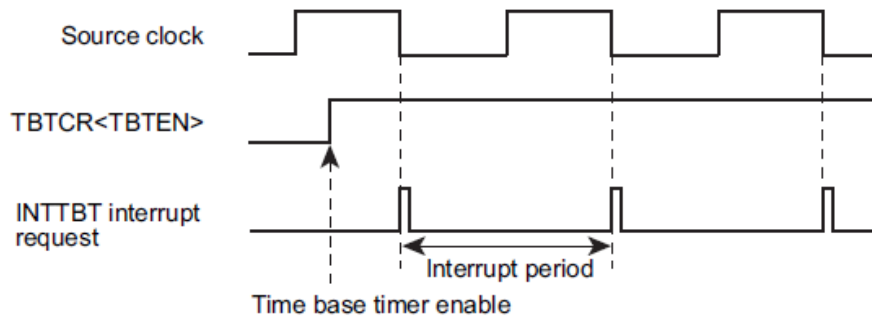 Source clock
TBTCR<TBTEN>
INTTBT interrupt
request
Interrupt period
Time base timer enable